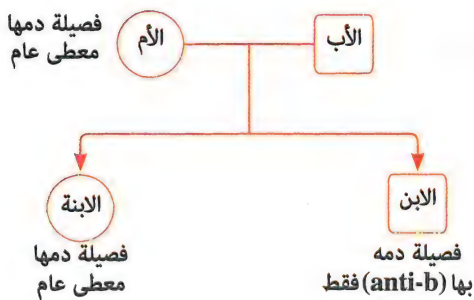 الأب
الأم
فصيلة دمها
معطى عام
الابن
الابنة
فصيلة دمه
بها (anti-b) فقط
فصيلة دمها
معطى عام